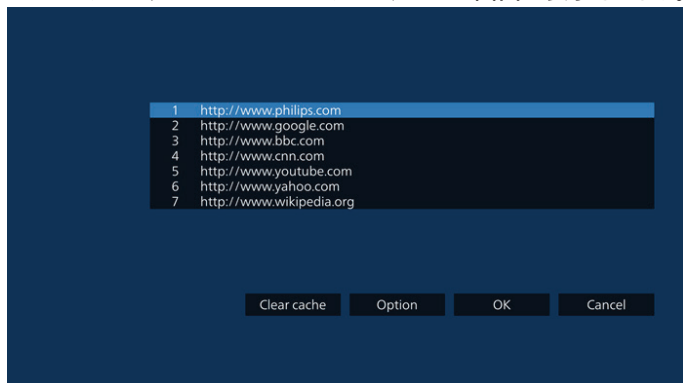 1 http://www.philips.com
2 http://www.google.com
3 http://www.bbc.com
4 http://www.cnn.com
5 http://www.youtube.com
6 http://www.yahoo.com
7 http://www.wikipedia.org
Clear cache Option OK Cancel